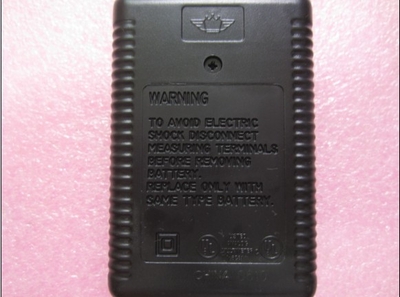 WARNING
TO AVOID ELECTRIC
SHOCK DISCONNECT
MEASURING TERMINALS
BEFORE REMOVING
BATTERY.
REPLACE ONLY WITH
SAME TYPE BATTERY.